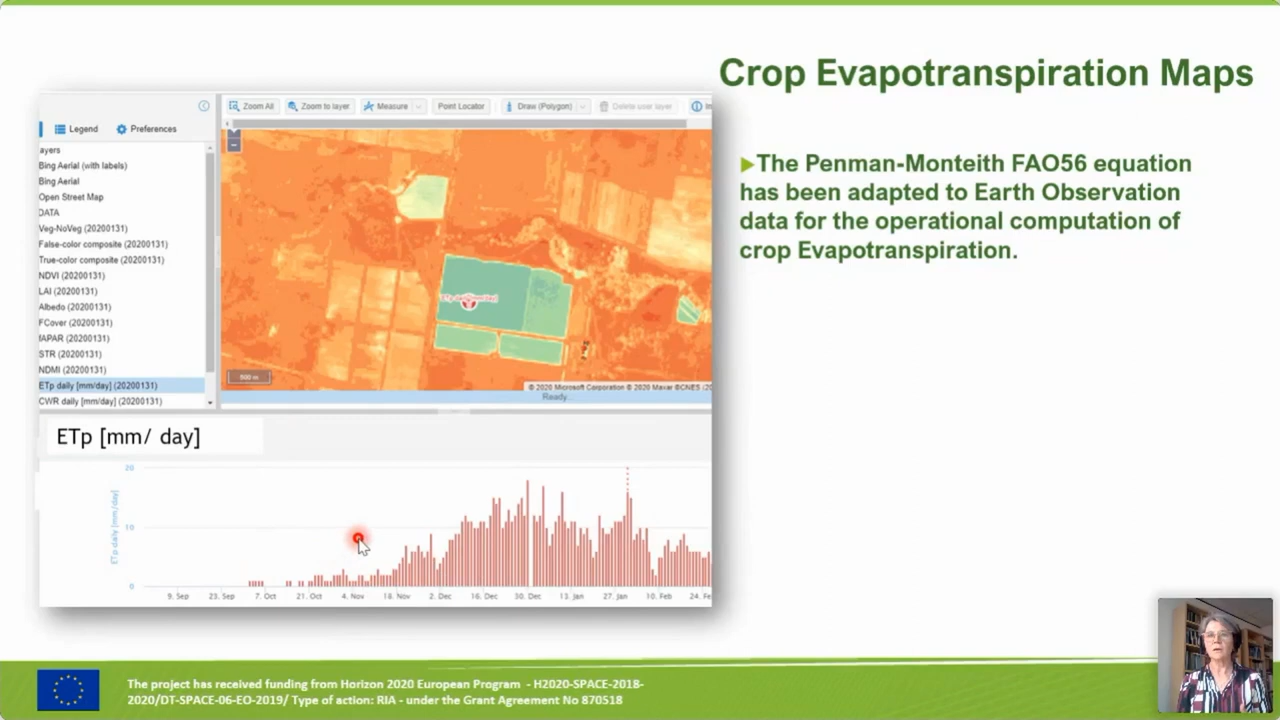 Crop Evapotranspiration Maps
Zoom All
Zoom to layer
Measure
Point Locator
Draw (Polygon)
Delete user layer
Legend
Preferences
ayers
Bing Aerial (with labels)
Bing Aerial
Open Street Map
DATA
Veg-NoVeg (20200131)
False-color composite (20200131)
True-color composite (20200131)
NDVI (20200131)
LAI (20200131)
Albedo (20200131)
FCover (20200131)
fAPAR (20200131)
STR (20200131)
NDMI (20200131)
ETp daily [mm/day] (20200131)
CWR daily [mm/day] (20200131)
500 m
© 2020 Microsoft Corporation © 2020 Maxar ©CNES (20
Ready...
►The Penman-Monteith FAO56 equation
has been adapted to Earth Observation
data for the operational computation of
crop Evapotranspiration.
ETp [mm/ day]
ETp daily [mm/day]
20
10
0
9. Sep 23. Sep 7. Oct 21. Oct 4. Nov 18. Nov 2. Dec 16. Dec 30. Dec 13. Jan 27. Jan 10. Feb 24. Fe
The project has received funding from Horizon 2020 European Program - H2020-SPACE-2018-
2020/DT-SPACE-06-EO-2019/ Type of action: RIA - under the Grant Agreement No 870518